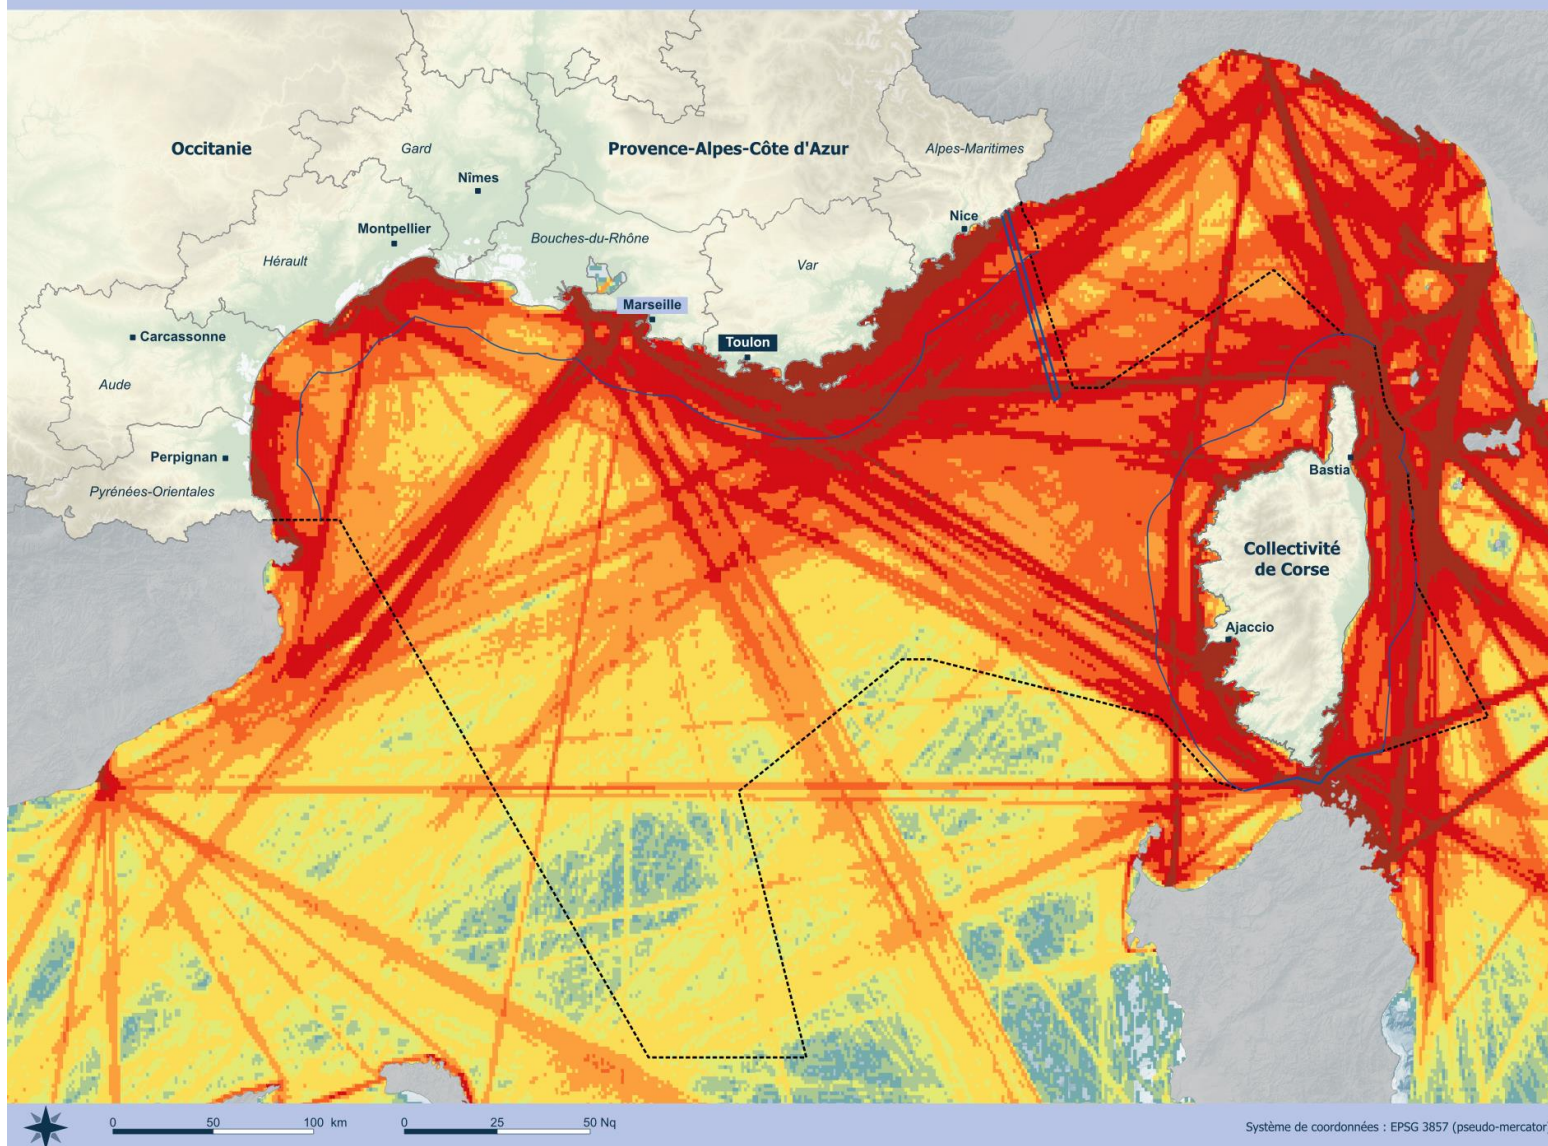 Occitanie
Gard
Provence-Alpes-Côte d'Azur
Alpes-Maritimes
Nîmes
Montpellier
Nice
Bouches-du-Rhône
Hérault
Var
Marseille
Carcassonne
Toulon
Aude
Perpignan
Bastia
Pyrénées-Orientales
Collectivité
de Corse
Ajaccio
0 50 100 km
0 25 50 Nq
Système de coordonnées : EPSG 3857 (pseudo-mercator